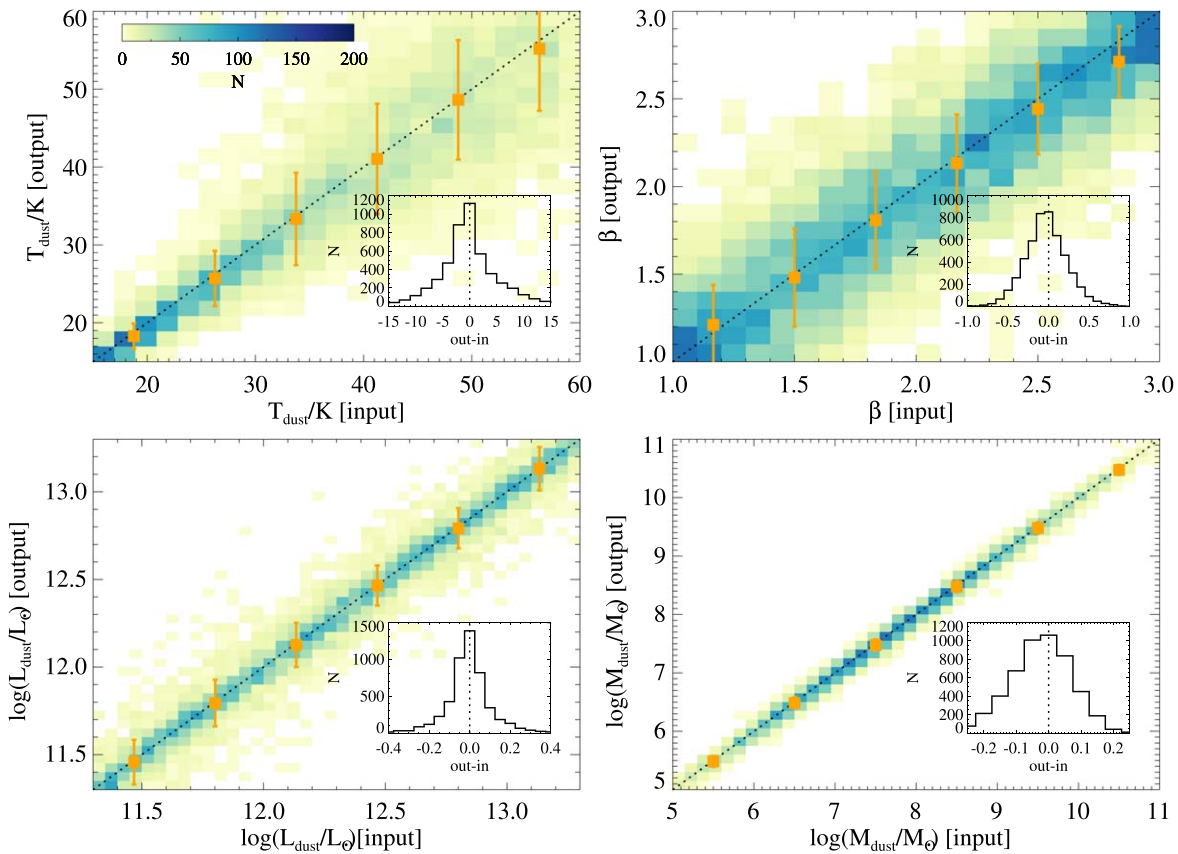 60
50
40
30
20
T_dust/K [output]
0 50 100 150 200
N
1200
1000
800
600
400
200
0
N
-15 -10 -5 0 5 10 15
out-in
20 30 40 50 60
T_dust/K [input]
3.0
2.5
2.0
1.5
1.0
β [output]
1000
800
600
400
200
0
N
-1.0 -0.5 0.0 0.5 1.0
out-in
1.0 1.5 2.0 2.5 3.0
β [input]
13.0
12.5
12.0
11.5
log(L_dust/L☉) [output]
1500
1000
500
0
N
-0.4 -0.2 0.0 0.2 0.4
out-in
11.5 12.0 12.5 13.0
log(L_dust/L☉)[input]
11
10
9
8
7
6
5
log(M_dust/M☉) [output]
1200
1000
800
600
400
200
N
-0.2 -0.1 0.0 0.1 0.2
out-in
5 6 7 8 9 10 11
log(M_dust/M☉) [input]